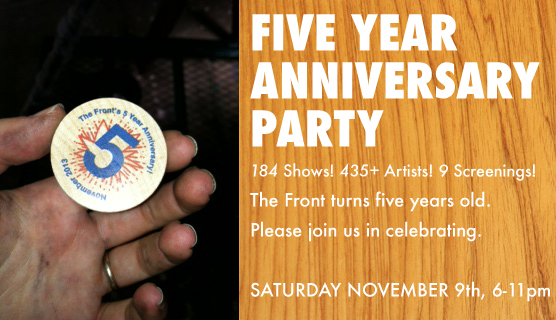 The Front's 5 Year Anniversary!
5
November 2013
FIVE YEAR
ANNIVERSARY
PARTY
184 Shows! 435+ Artists! 9 Screenings!
The Front turns five years old.
Please join us in celebrating.
SATURDAY NOVEMBER 9th, 6-11pm